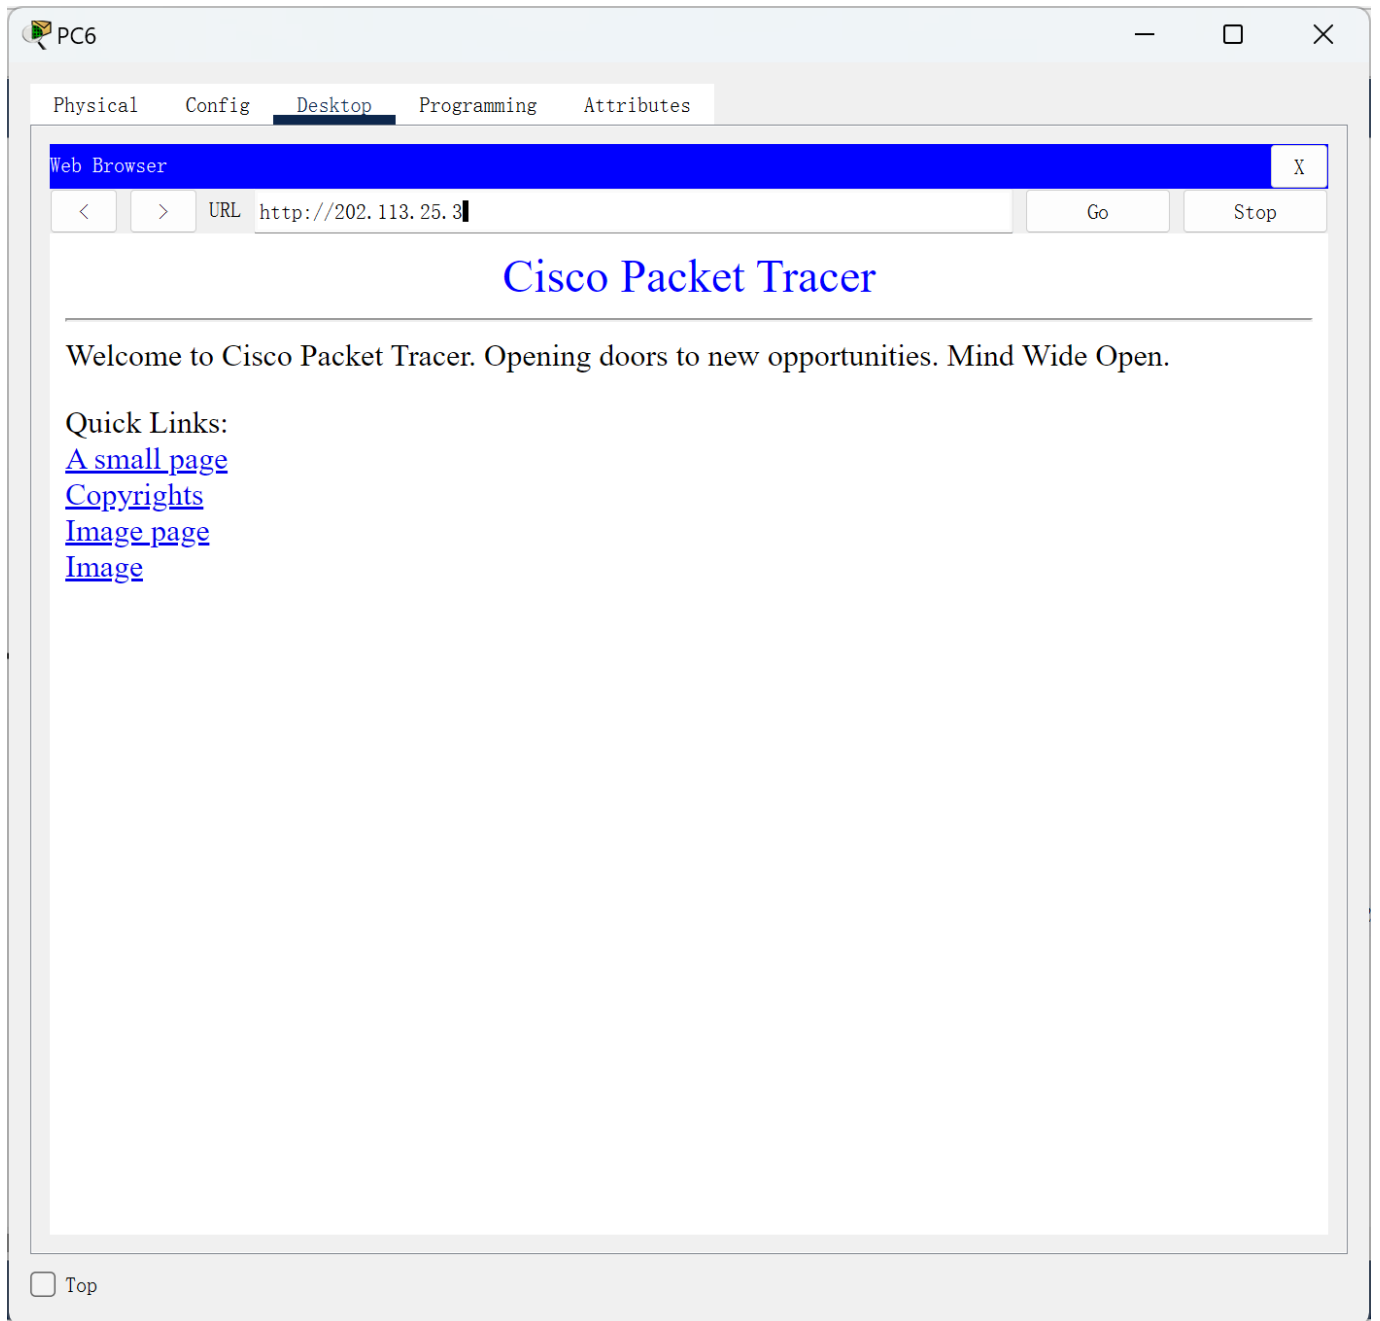 PC6
Physical Config Desktop Programming Attributes
Web Browser X
< > URL http://202.113.25.3 Go Stop
Cisco Packet Tracer
Welcome to Cisco Packet Tracer. Opening doors to new opportunities. Mind Wide Open.
Quick Links:
A small page
Copyrights
Image page
Image
Top